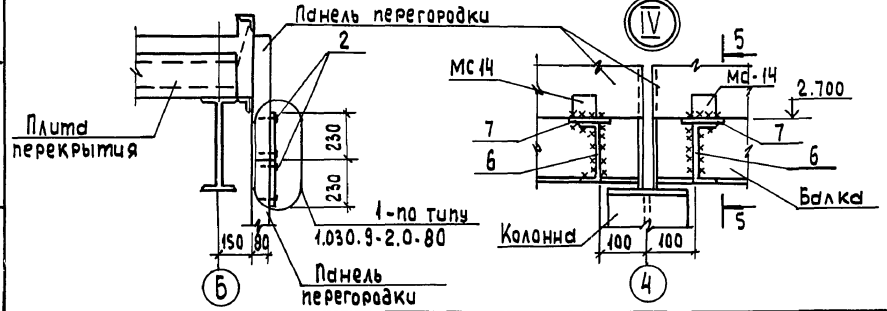 Панель перегородки
2
IV
5
МС 14
МС-14
2.700
Плита
перекрытия
230
230
7
7
6
6
Балка
1-по типу
1.030.9-2.0-80
5
Колонна
150
80
100
100
Б
Панель
перегородки
4